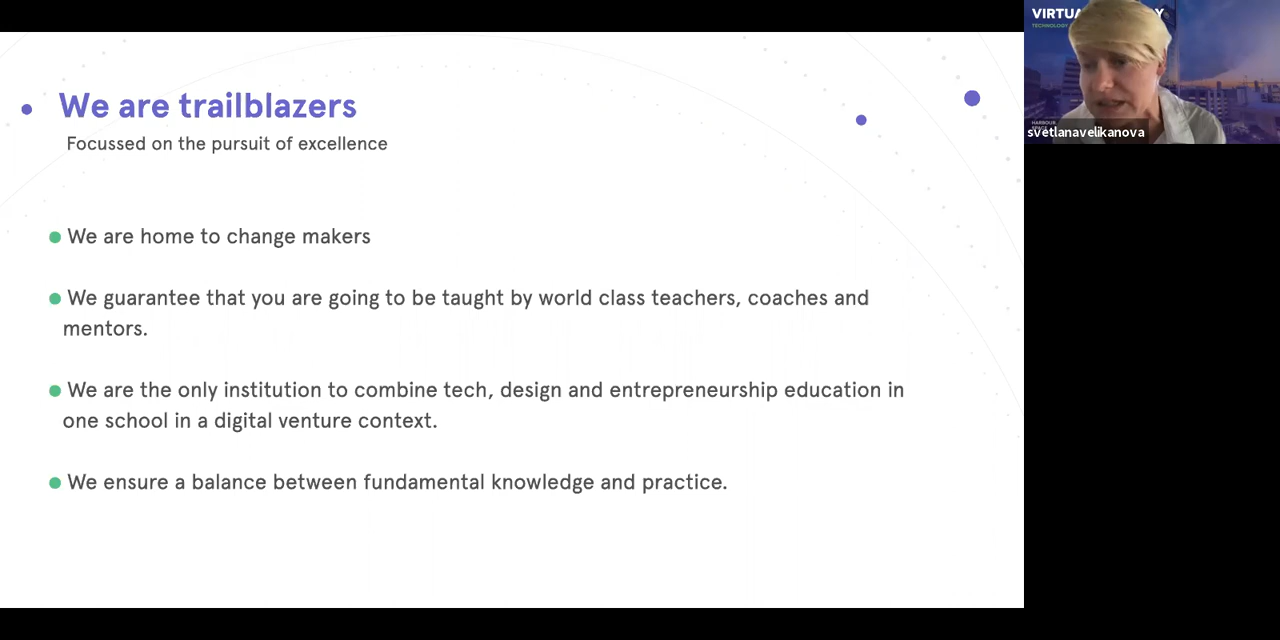 We are trailblazers
Focussed on the pursuit of excellence
We are home to change makers
We guarantee that you are going to be taught by world class teachers, coaches and
mentors.
We are the only institution to combine tech, design and entrepreneurship education in
one school in a digital venture context.
We ensure a balance between fundamental knowledge and practice.
TECHNOLOGY
HARBOUR
svetlanavelikanova